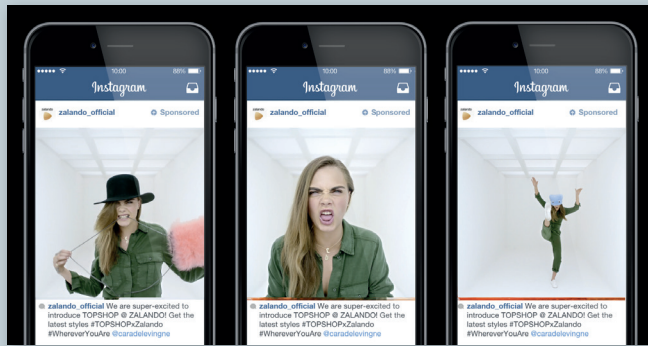 10:00 88%
Instagram
zalando_official Sponsored
zalando_official We are super-excited to
introduce TOPSHOP @ ZALANDO! Get the
latest styles #TOPSHOPxZalando
#WhereverYouAre @caradelevingne
10:00 88%
Instagram
zalando_official Sponsored
zalando_official We are super-excited to
introduce TOPSHOP @ ZALANDO! Get the
latest styles #TOPSHOPxZalando
#WhereverYouAre @caradelevingne
10:00 88%
Instagram
zalando_official Sponsored
zalando_official We are super-excited to
introduce TOPSHOP @ ZALANDO! Get the
latest styles #TOPSHOPxZalando
#WhereverYouAre @caradelevingne